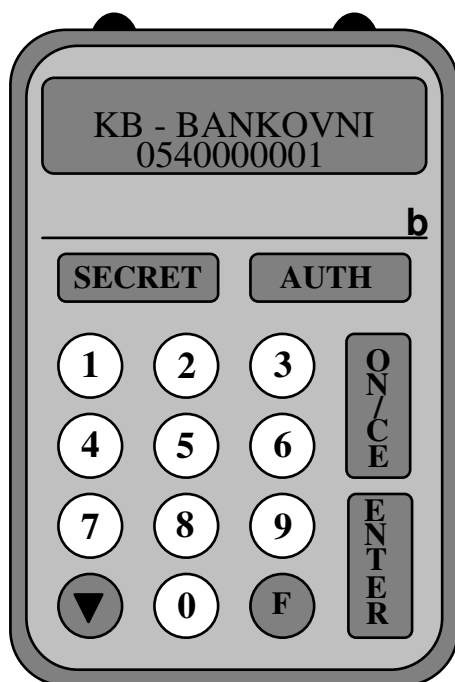 KB - BANKOVNI
0540000001
b
SECRET AUTH
1 2 3
ON/CE
4 5 6
7 8 9
ENTER
0 F